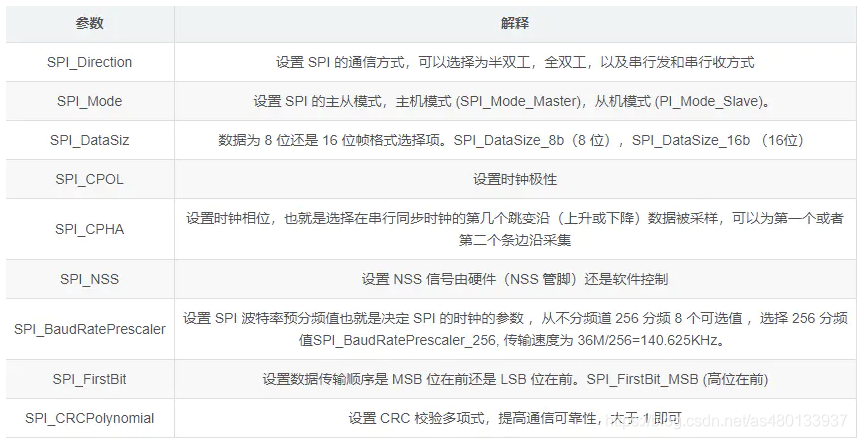 参数 解释
SPI_Direction 设置 SPI 的通信方式，可以选择为半双工，全双工，以及串行发和串行收方式
SPI_Mode 设置 SPI 的主从模式，主机模式 (SPI_Mode_Master)，从机模式 (PI_Mode_Slave)。
SPI_DataSiz 数据为 8 位还是 16 位帧格式选择项。SPI_DataSize_8b（8 位），SPI_DataSize_16b （16位）
SPI_CPOL 设置时钟极性
SPI_CPHA 设置时钟相位，也就是选择在串行同步时钟的第几个跳变沿（上升或下降）数据被采样，可以为第一个或者
第二个条边沿采集
SPI_NSS 设置 NSS 信号由硬件（NSS 管脚）还是软件控制
SPI_BaudRatePrescaler 设置 SPI 波特率预分频值也就是决定 SPI 的时钟的参数 ，从不分频道 256 分频 8 个可选值 ，选择 256 分频
值SPI_BaudRatePrescaler_256, 传输速度为 36M/256=140.625KHz。
SPI_FirstBit 设置数据传输顺序是 MSB 位在前还是 LSB 位在前。SPI_FirstBit_MSB (高位在前)
SPI_CRCPolynomial 设置 CRC 校验多项式，提高通信可靠性，大于 1 即可
https://blog.csdn.net/as480133937